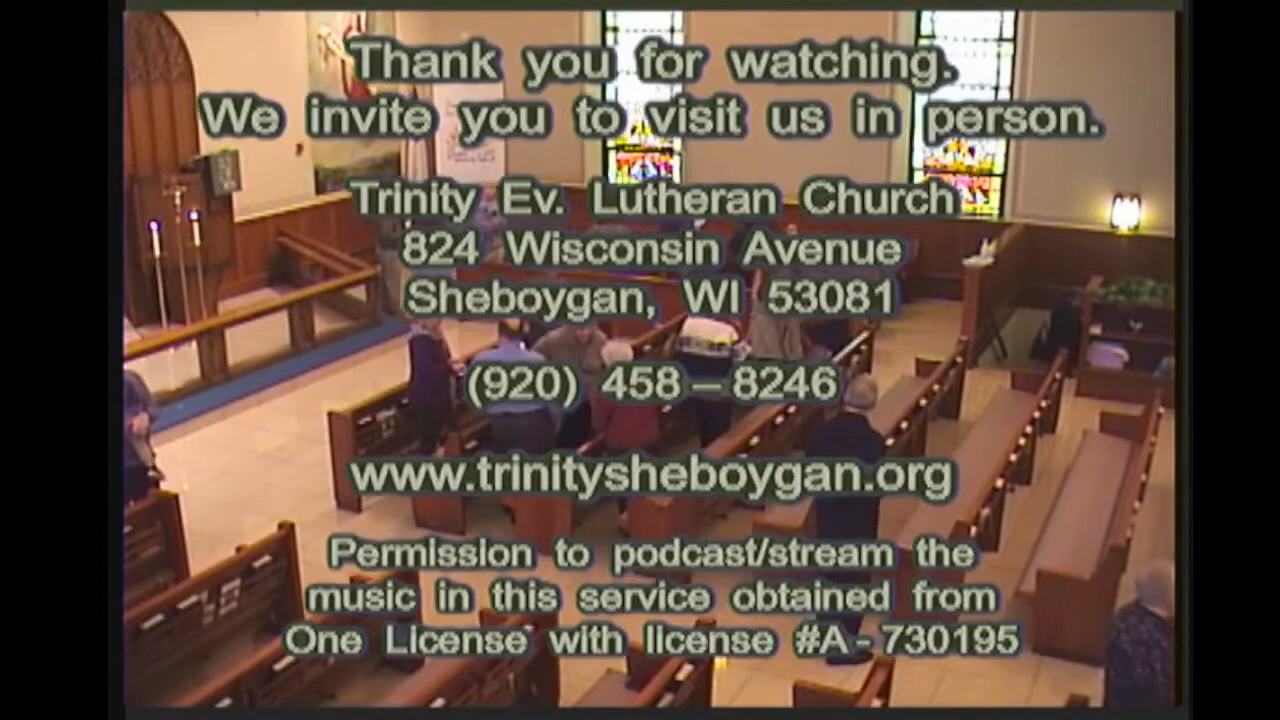 Thank you for watching.
We invite you to visit us in person.
Trinity Ev. Lutheran Church
824 Wisconsin Avenue
Sheboygan, WI 53081
(920) 458 – 8246
www.trinitysheboygan.org
Permission to podcast/stream the
music in this service obtained from
One License with license #A - 730195